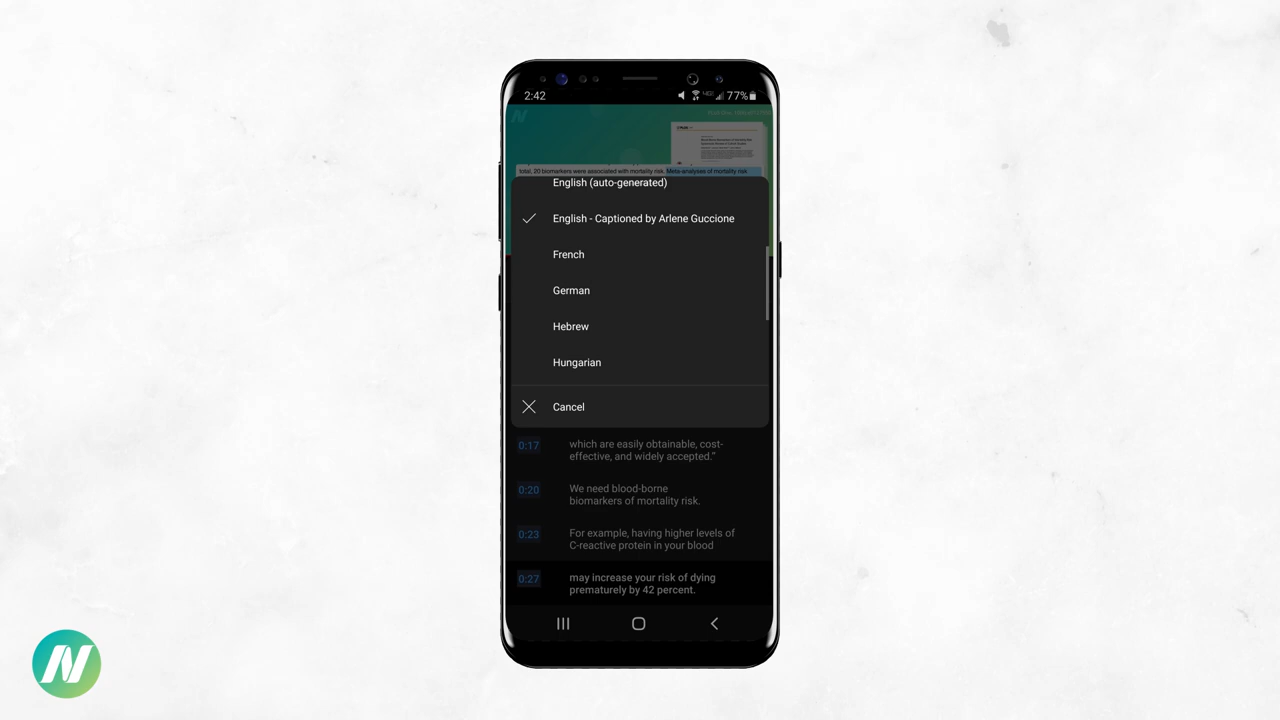 2:42
77%
total, 20 biomarkers were associated with mortality risk. Meta-analyses of mortality risk
English (auto-generated)
English - Captioned by Arlene Guccione
French
German
Hebrew
Hungarian
Cancel
0:17
which are easily obtainable, cost-
effective, and widely accepted."
0:20
We need blood-borne
biomarkers of mortality risk.
0:23
For example, having higher levels of
C-reactive protein in your blood
0:27
may increase your risk of dying
prematurely by 42 percent.